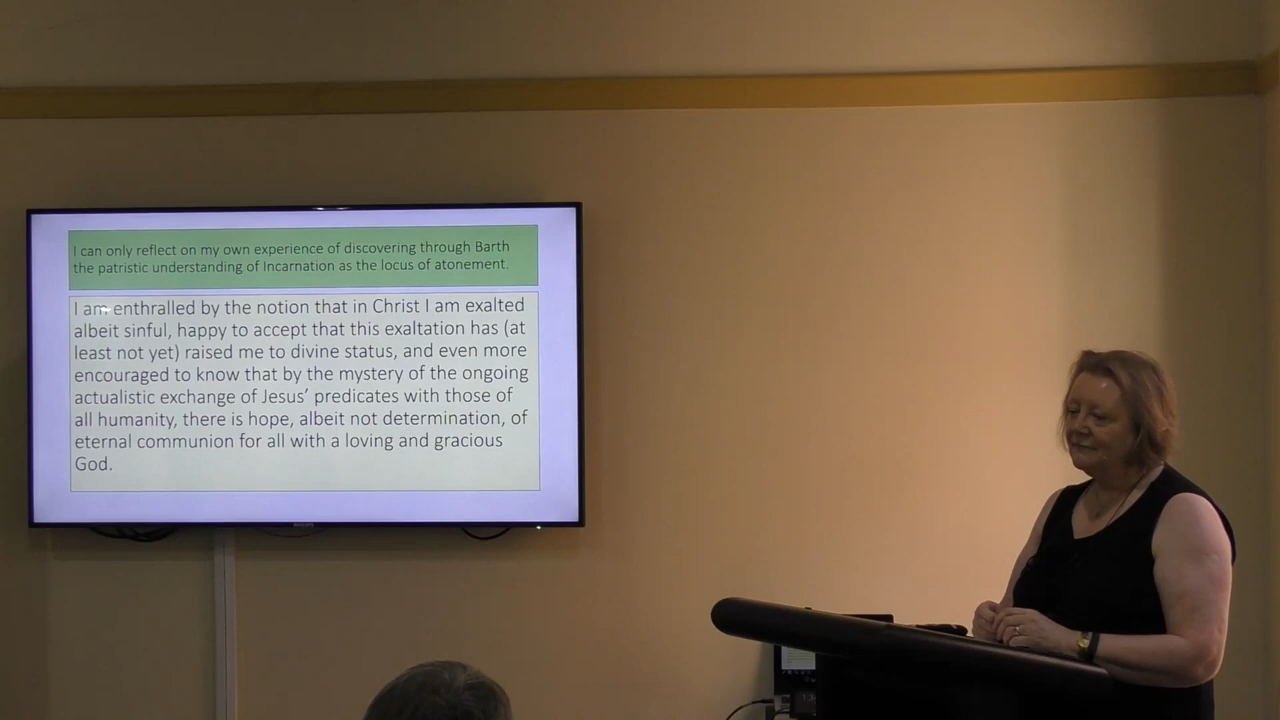 I can only reflect on my own experience of discovering through Barth
the patristic understanding of Incarnation as the locus of atonement.
I am enthralled by the notion that in Christ I am exalted
albeit sinful, happy to accept that this exaltation has (at
least not yet) raised me to divine status, and even more
encouraged to know that by the mystery of the ongoing
actualistic exchange of Jesus' predicates with those of
all humanity, there is hope, albeit not determination, of
eternal communion for all with a loving and gracious
God.